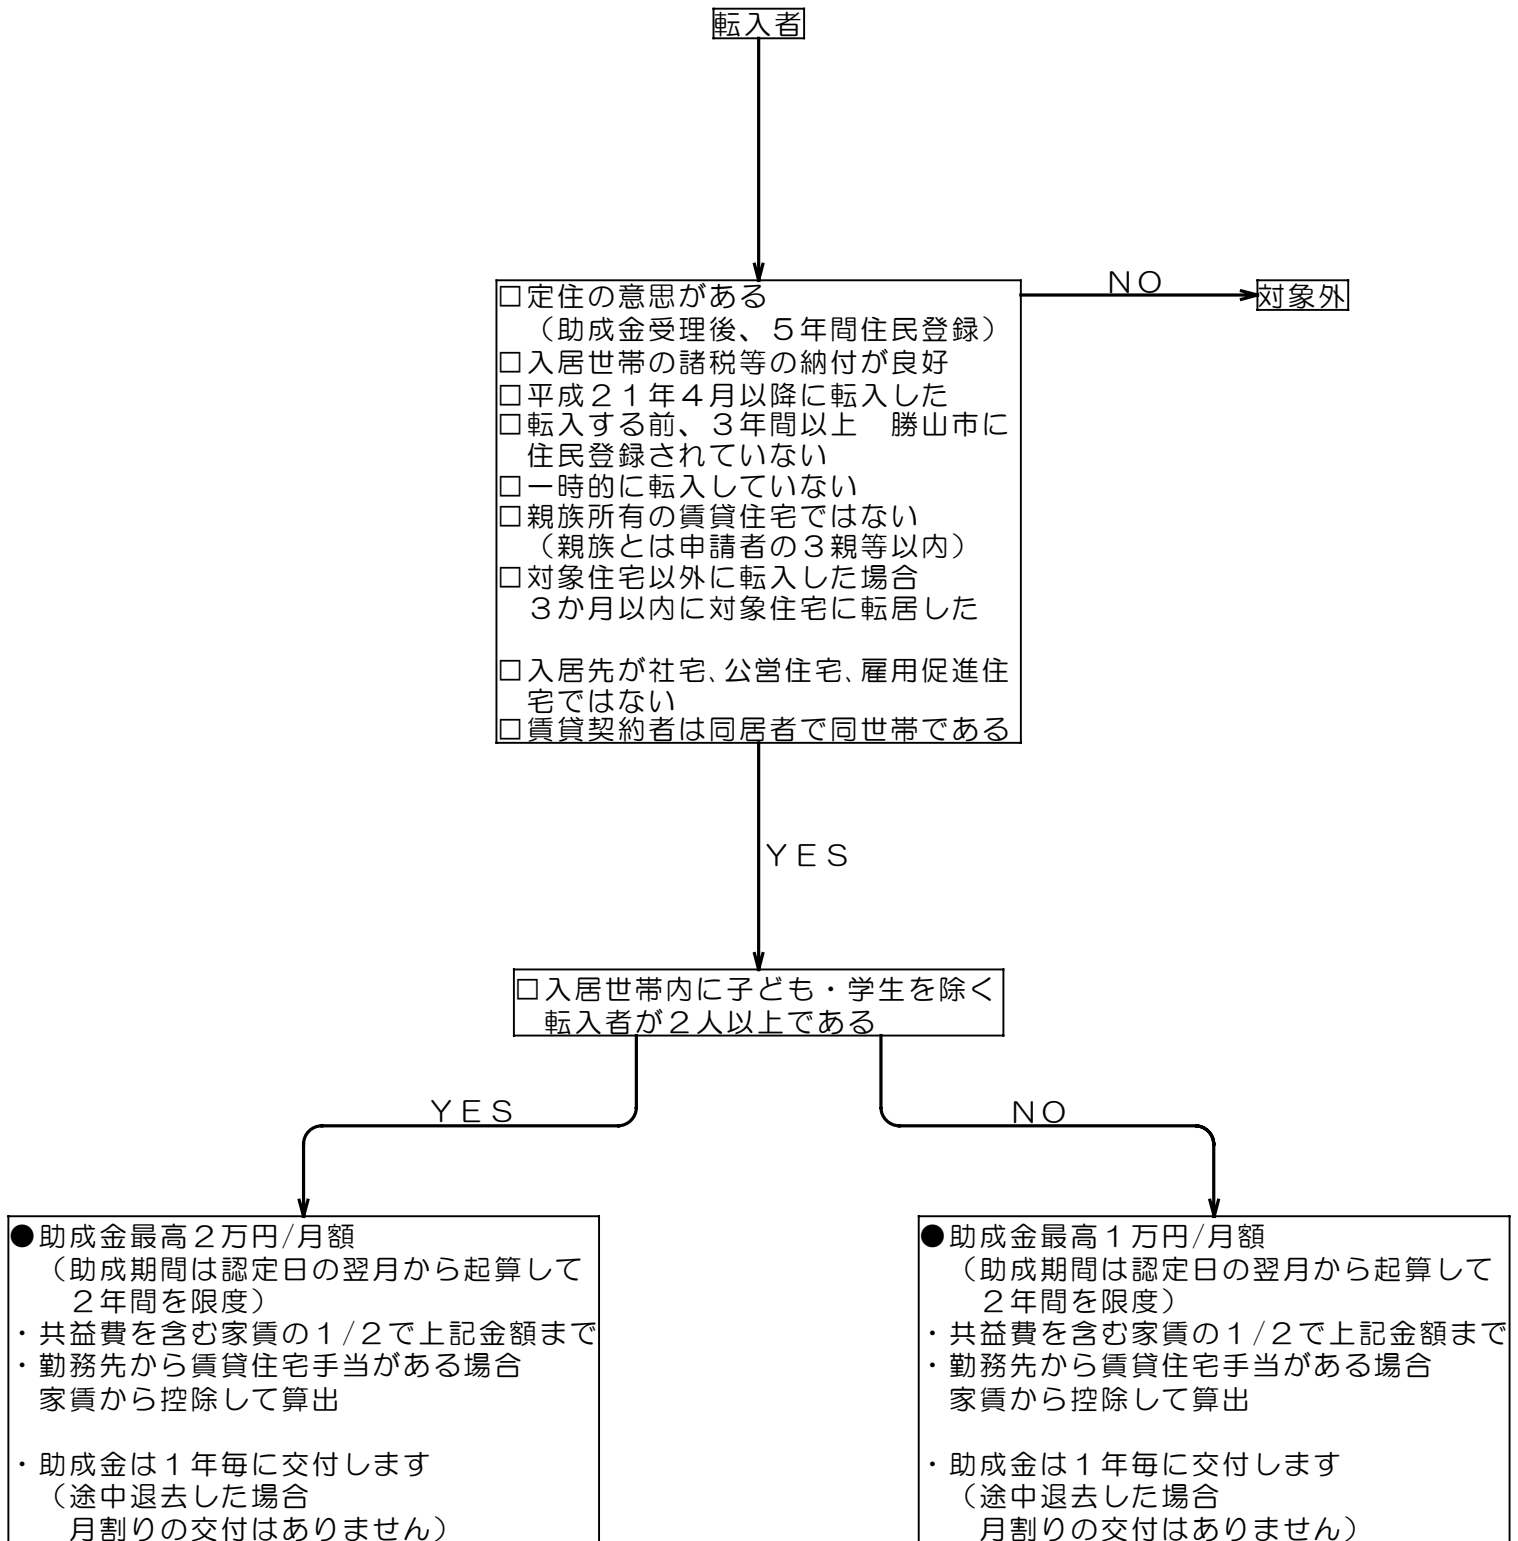 転入者
□定住の意思がある
（助成金受理後、５年間住民登録）
□入居世帯の諸税等の納付が良好
□平成２１年４月以降に転入した
□転入する前、３年間以上　勝山市に
住民登録されていない
□一時的に転入していない
□親族所有の賃貸住宅ではない
（親族とは申請者の３親等以内）
□対象住宅以外に転入した場合
３か月以内に対象住宅に転居した
□入居先が社宅、公営住宅、雇用促進住
宅ではない
□賃貸契約者は同居者で同世帯である
ＮＯ
対象外
ＹＥＳ
□入居世帯内に子ども・学生を除く
転入者が２人以上である
ＹＥＳ
ＮＯ
●助成金最高２万円/月額
（助成期間は認定日の翌月から起算して
２年間を限度）
・共益費を含む家賃の１/２で上記金額まで
・勤務先から賃貸住宅手当がある場合
家賃から控除して算出
・助成金は１年毎に交付します
（途中退去した場合
月割りの交付はありません）
●助成金最高１万円/月額
（助成期間は認定日の翌月から起算して
２年間を限度）
・共益費を含む家賃の１/２で上記金額まで
・勤務先から賃貸住宅手当がある場合
家賃から控除して算出
・助成金は１年毎に交付します
（途中退去した場合
月割りの交付はありません）